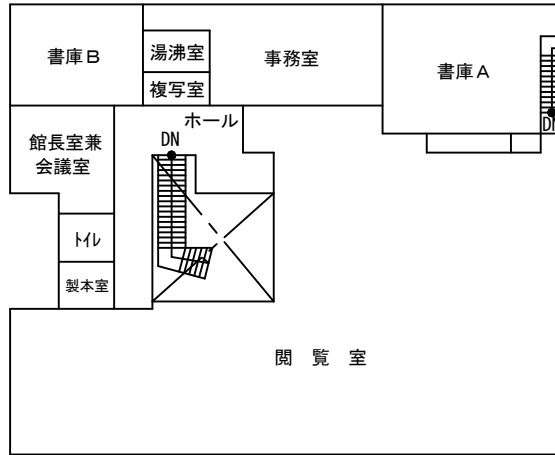 書庫B
湯沸室
複写室
事務室
書庫A
DN
ホール
DN
館長室兼
会議室
トイレ
製本室
閲 覧 室